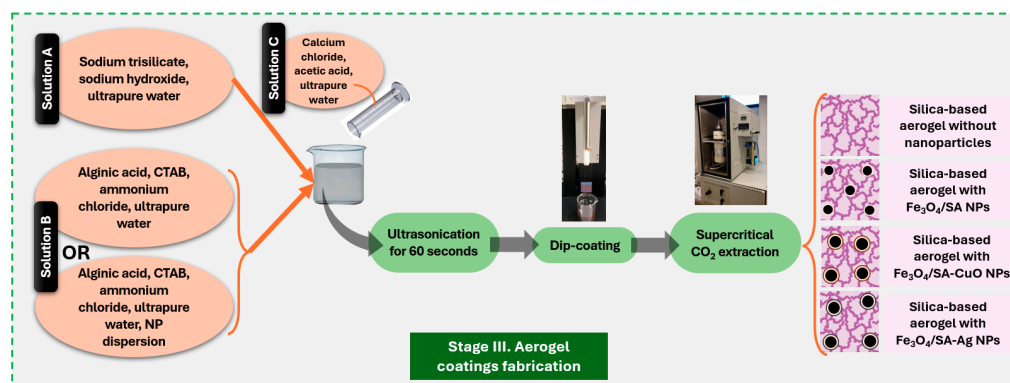 Solution A
Sodium trisilicate,
sodium hydroxide,
ultrapure water
Solution C
Calcium
chloride,
acetic acid,
ultrapure
water
Solution B
Alginic acid, CTAB,
ammonium
chloride, ultrapure
water
OR
Alginic acid, CTAB,
ammonium
chloride, ultrapure
water, NP
dispersion
Ultrasonication
for 60 seconds
Dip-coating
Supercritical
CO₂ extraction
Silica-based
aerogel without
nanoparticles
Silica-based
aerogel with
Fe₃O₄/SA NPs
Silica-based
aerogel with
Fe₃O₄/SA-CuO NPs
Silica-based
aerogel with
Fe₃O₄/SA-Ag NPs
Stage III. Aerogel
coatings fabrication